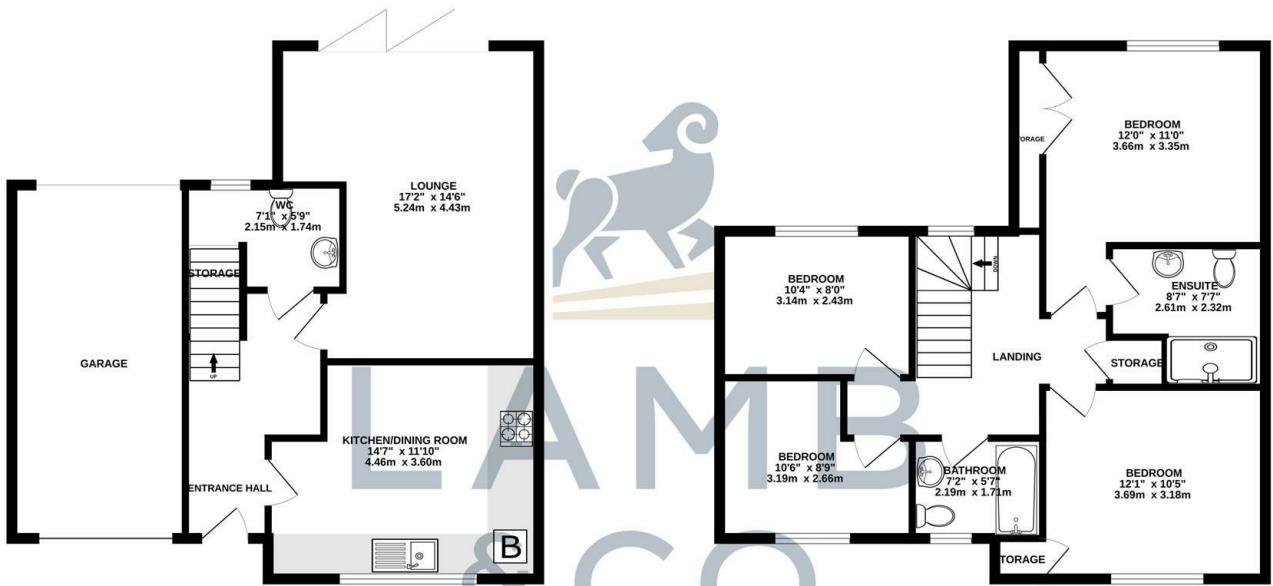 LOUNGE
17'2" x 14'6"
5.24m x 4.43m
WC
7'1" x 5'9"
2.15m x 1.74m
STORAGE
UP
GARAGE
KITCHEN/DINING ROOM
14'7" x 11'10"
4.46m x 3.60m
ENTRANCE HALL
B
BEDROOM
12'0" x 11'0"
3.66m x 3.35m
TORAGE
BEDROOM
10'4" x 8'0"
3.14m x 2.43m
DOWN
ENSUITE
8'7" x 7'7"
2.61m x 2.32m
LANDING
STORAGE
BEDROOM
10'6" x 8'9"
3.19m x 2.66m
BATHROOM
7'2" x 5'7"
2.19m x 1.71m
BEDROOM
12'1" x 10'5"
3.69m x 3.18m
TORAGE
LAMB
& CO